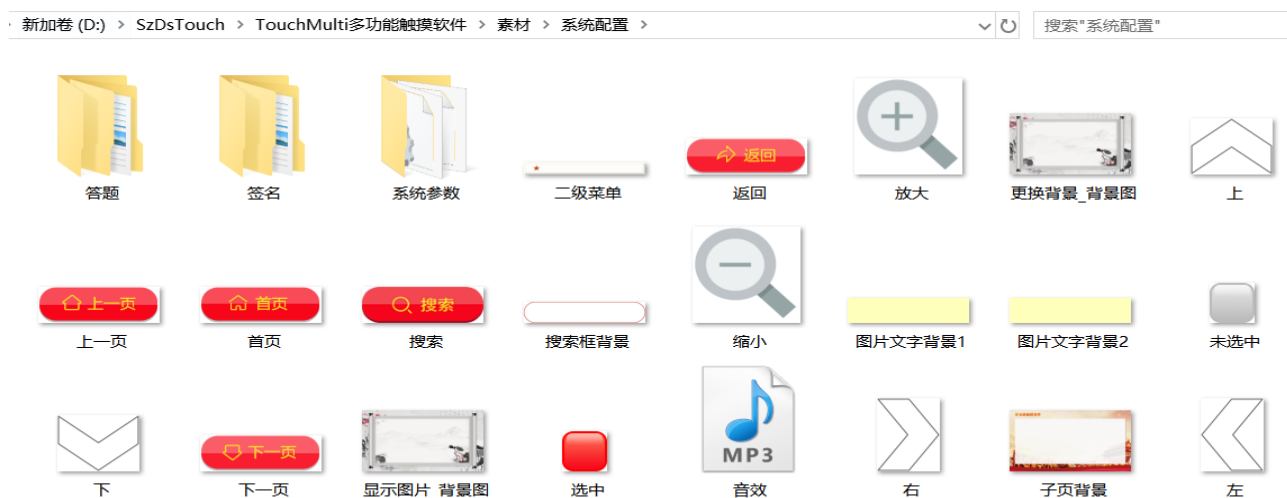 新加卷 (D:) > SzDsTouch > TouchMulti多功能触摸软件 > 素材 > 系统配置 >
搜索"系统配置"
返回
答题 签名 系统参数 二级菜单 返回 放大 更换背景_背景图 上
上一页 首页 搜索
上一页 首页 搜索 搜索框背景 缩小 图片文字背景1 图片文字背景2 未选中
下一页
MP3
下 下一页 显示图片_背景图 选中 音效 右 子页背景 左